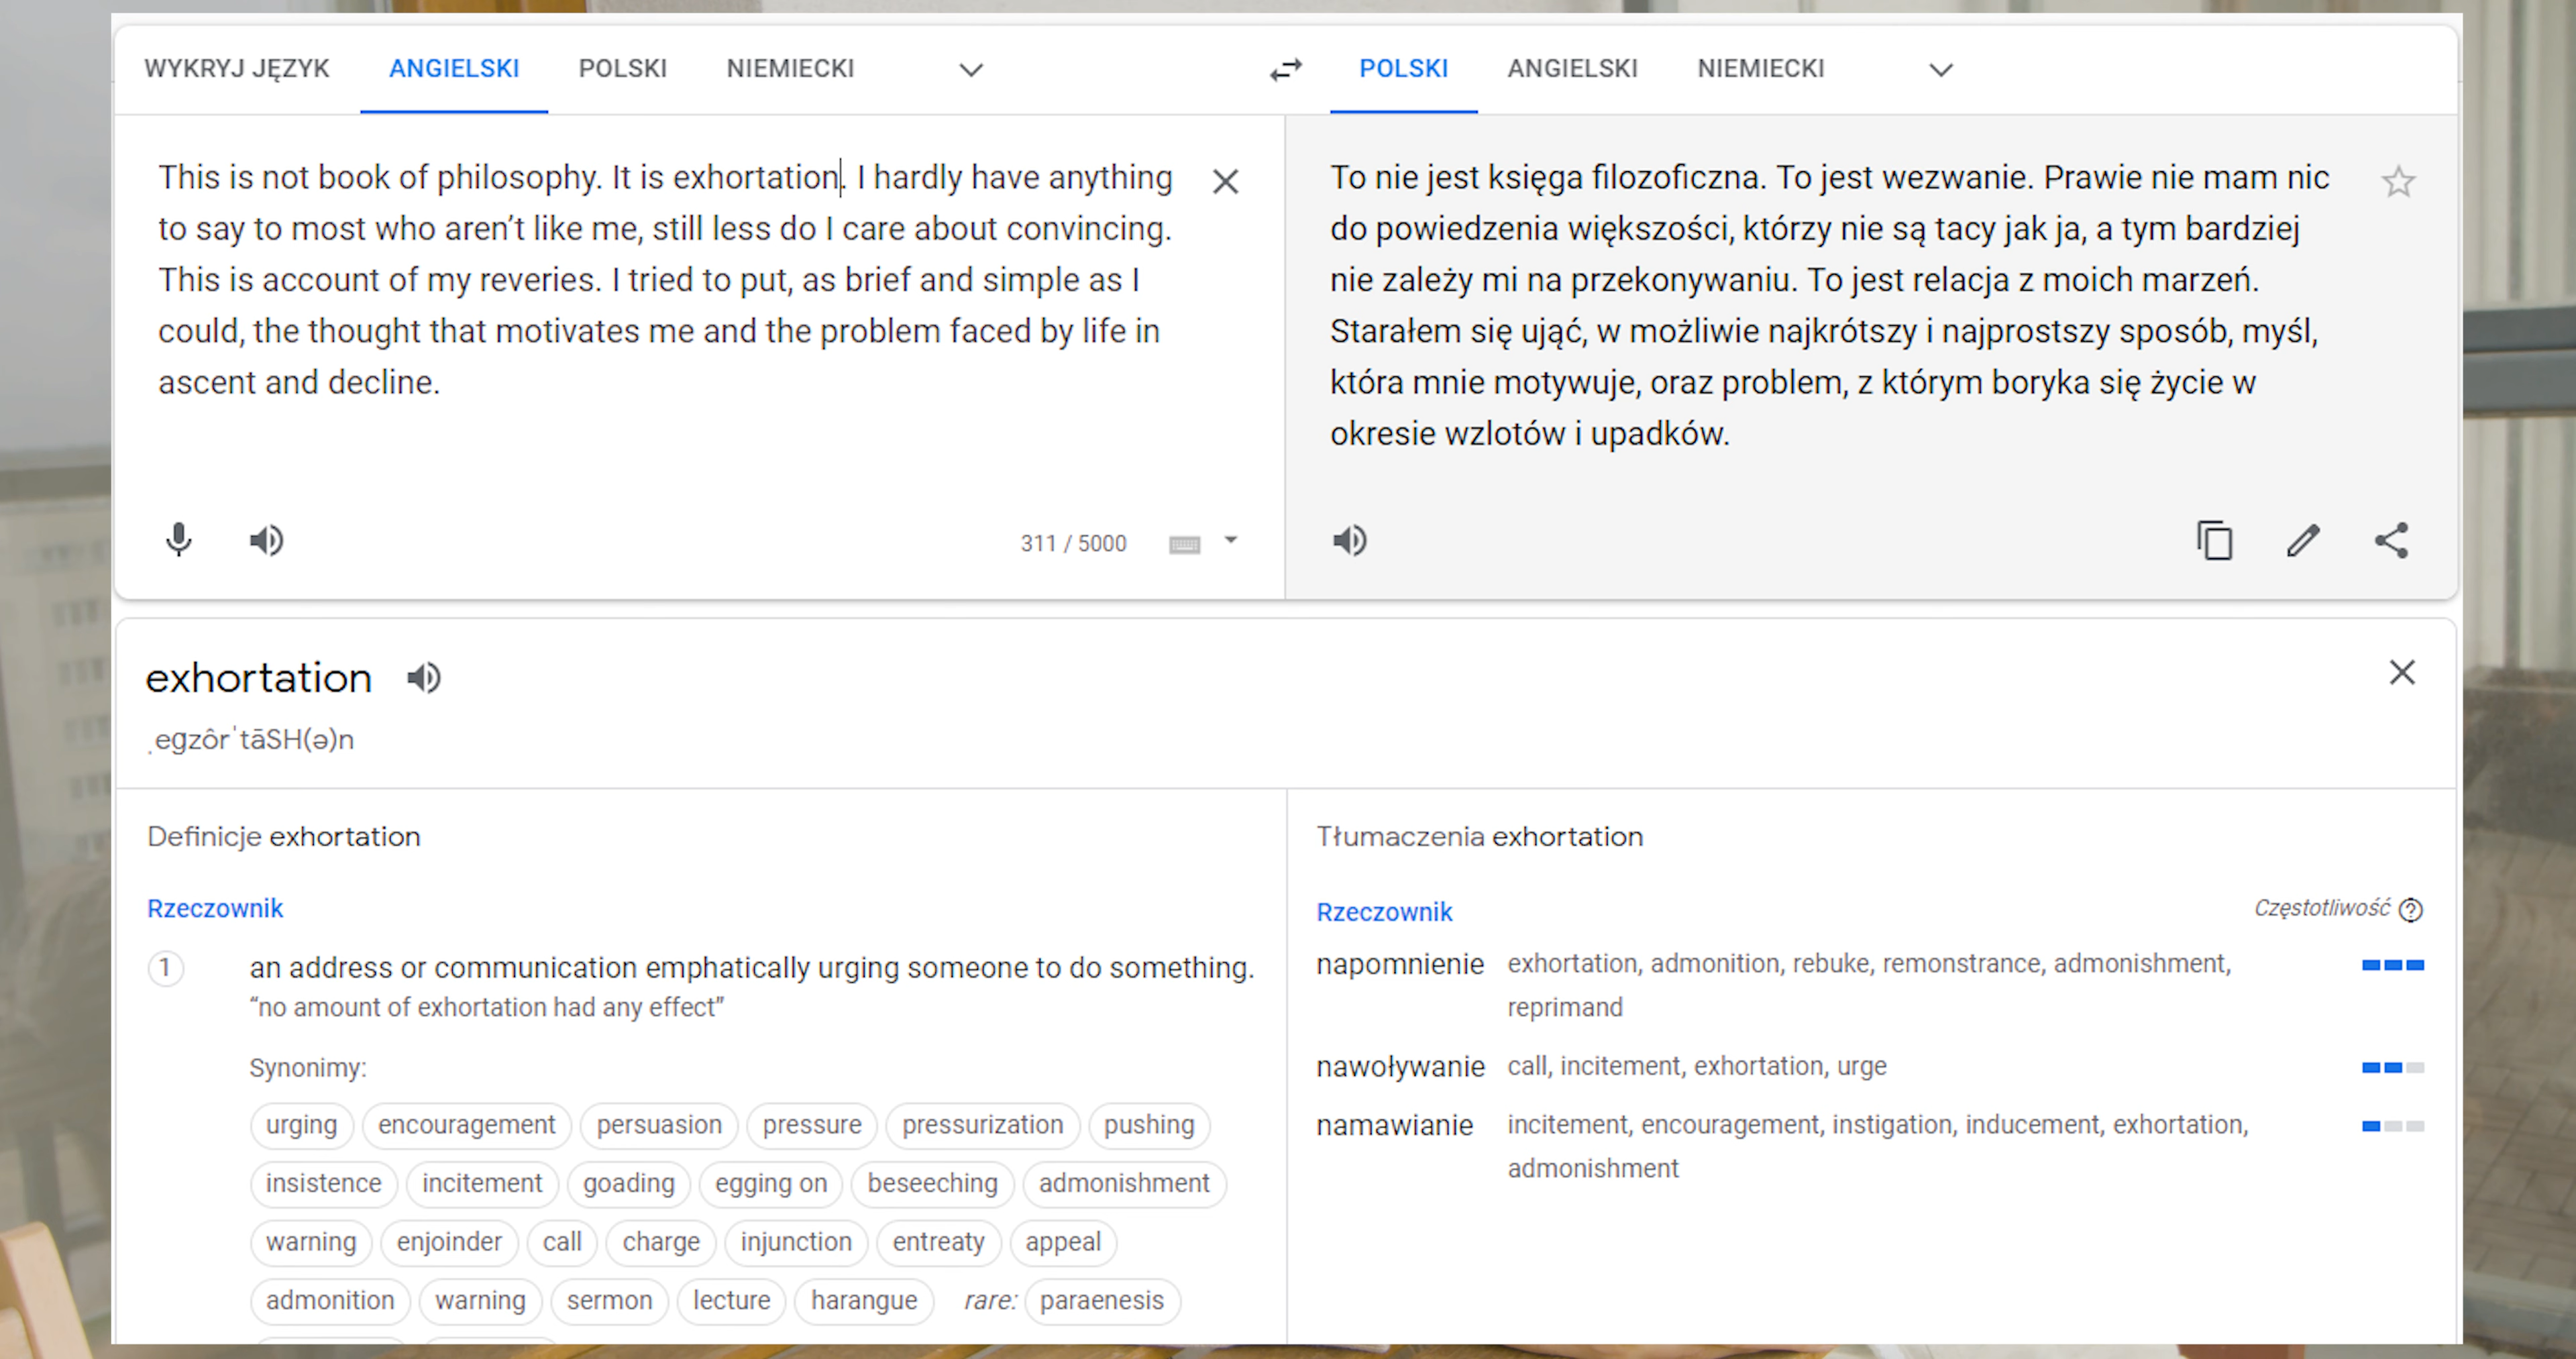 WYKRYJ JĘZYK ANGIELSKI POLSKI NIEMIECKI
POLSKI ANGIELSKI NIEMIECKI
This is not book of philosophy. It is exhortation. I hardly have anything
to say to most who aren’t like me, still less do I care about convincing.
This is account of my reveries. I tried to put, as brief and simple as I
could, the thought that motivates me and the problem faced by life in
ascent and decline.
311 / 5000
To nie jest księga filozoficzna. To jest wezwanie. Prawie nie mam nic
do powiedzenia większości, którzy nie są tacy jak ja, a tym bardziej
nie zależy mi na przekonywaniu. To jest relacja z moich marzeń.
Starałem się ująć, w możliwie najkrótszy i najprostszy sposób, myśl,
która mnie motywuje, oraz problem, z którym boryka się życie w
okresie wzlotów i upadków.
exhortation
ˌeɡzôrˈtāSH(ə)n
Definicje exhortation
Rzeczownik
1 an address or communication emphatically urging someone to do something.
“no amount of exhortation had any effect”
Synonimy:
urging encouragement persuasion pressure pressurization pushing
insistence incitement goading egging on beseeching admonishment
warning enjoinder call charge injunction entreaty appeal
admonition warning sermon lecture harangue rare: paraenesis
Tłumaczenia exhortation
Rzeczownik Częstotliwość
napomnienie exhortation, admonition, rebuke, remonstrance, admonishment,
reprimand
nawoływanie call, incitement, exhortation, urge
namawianie incitement, encouragement, instigation, inducement, exhortation,
admonishment